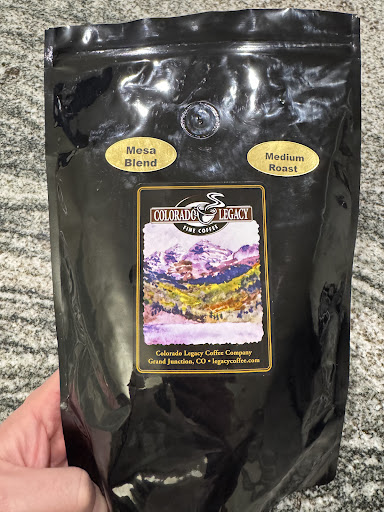 Mesa
Blend
Medium
Roast
COLORADO LEGACY
FINE COFFEE
Colorado Legacy Coffee Company
Grand Junction, CO • legacycoffee.com